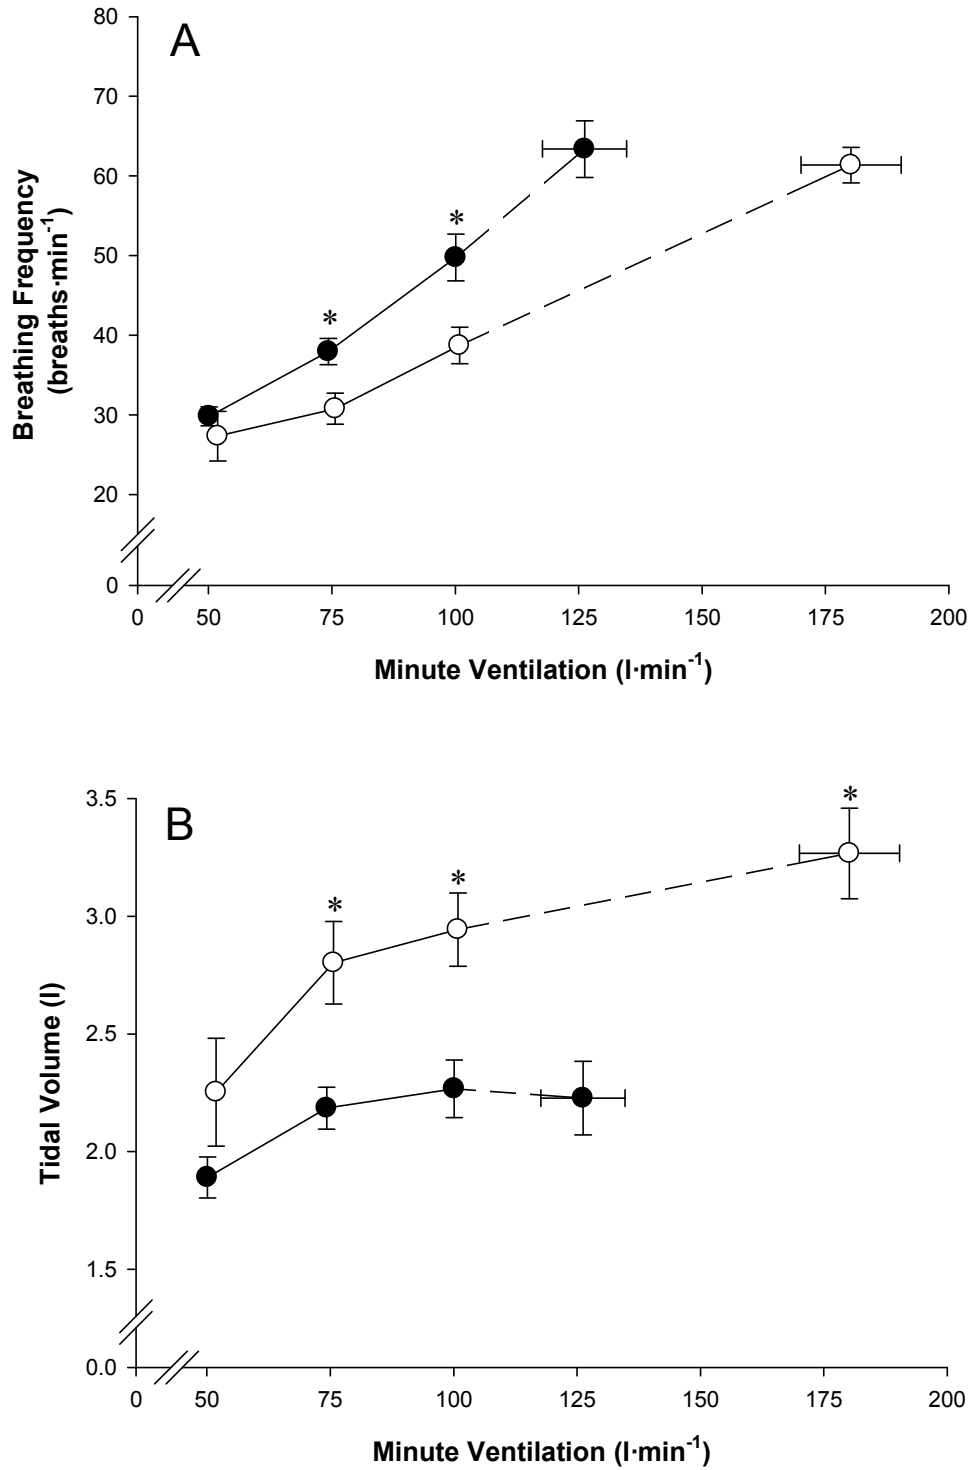 A
80
70
60
50
40
30
20
0
Breathing Frequency
(breaths·min⁻¹)
*
*
0 50 75 100 125 150 175 200
Minute Ventilation (l·min⁻¹)
B
3.5
3.0
2.5
2.0
1.5
0.0
Tidal Volume (l)
*
*
*
0 50 75 100 125 150 175 200
Minute Ventilation (l·min⁻¹)